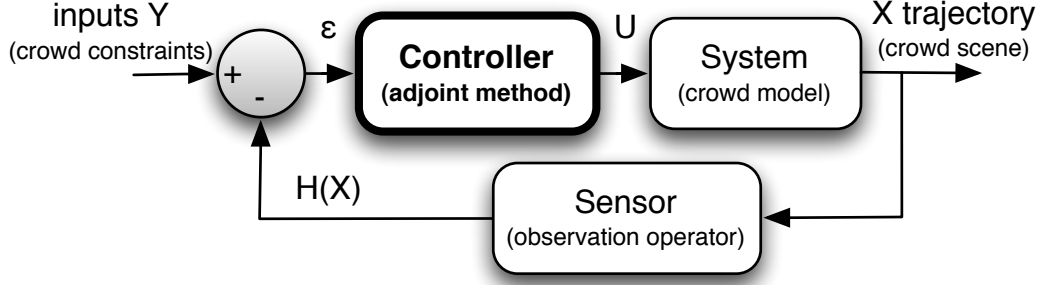 inputs Y
(crowd constraints)
+
-
ε
Controller
(adjoint method)
U
System
(crowd model)
X trajectory
(crowd scene)
H(X)
Sensor
(observation operator)